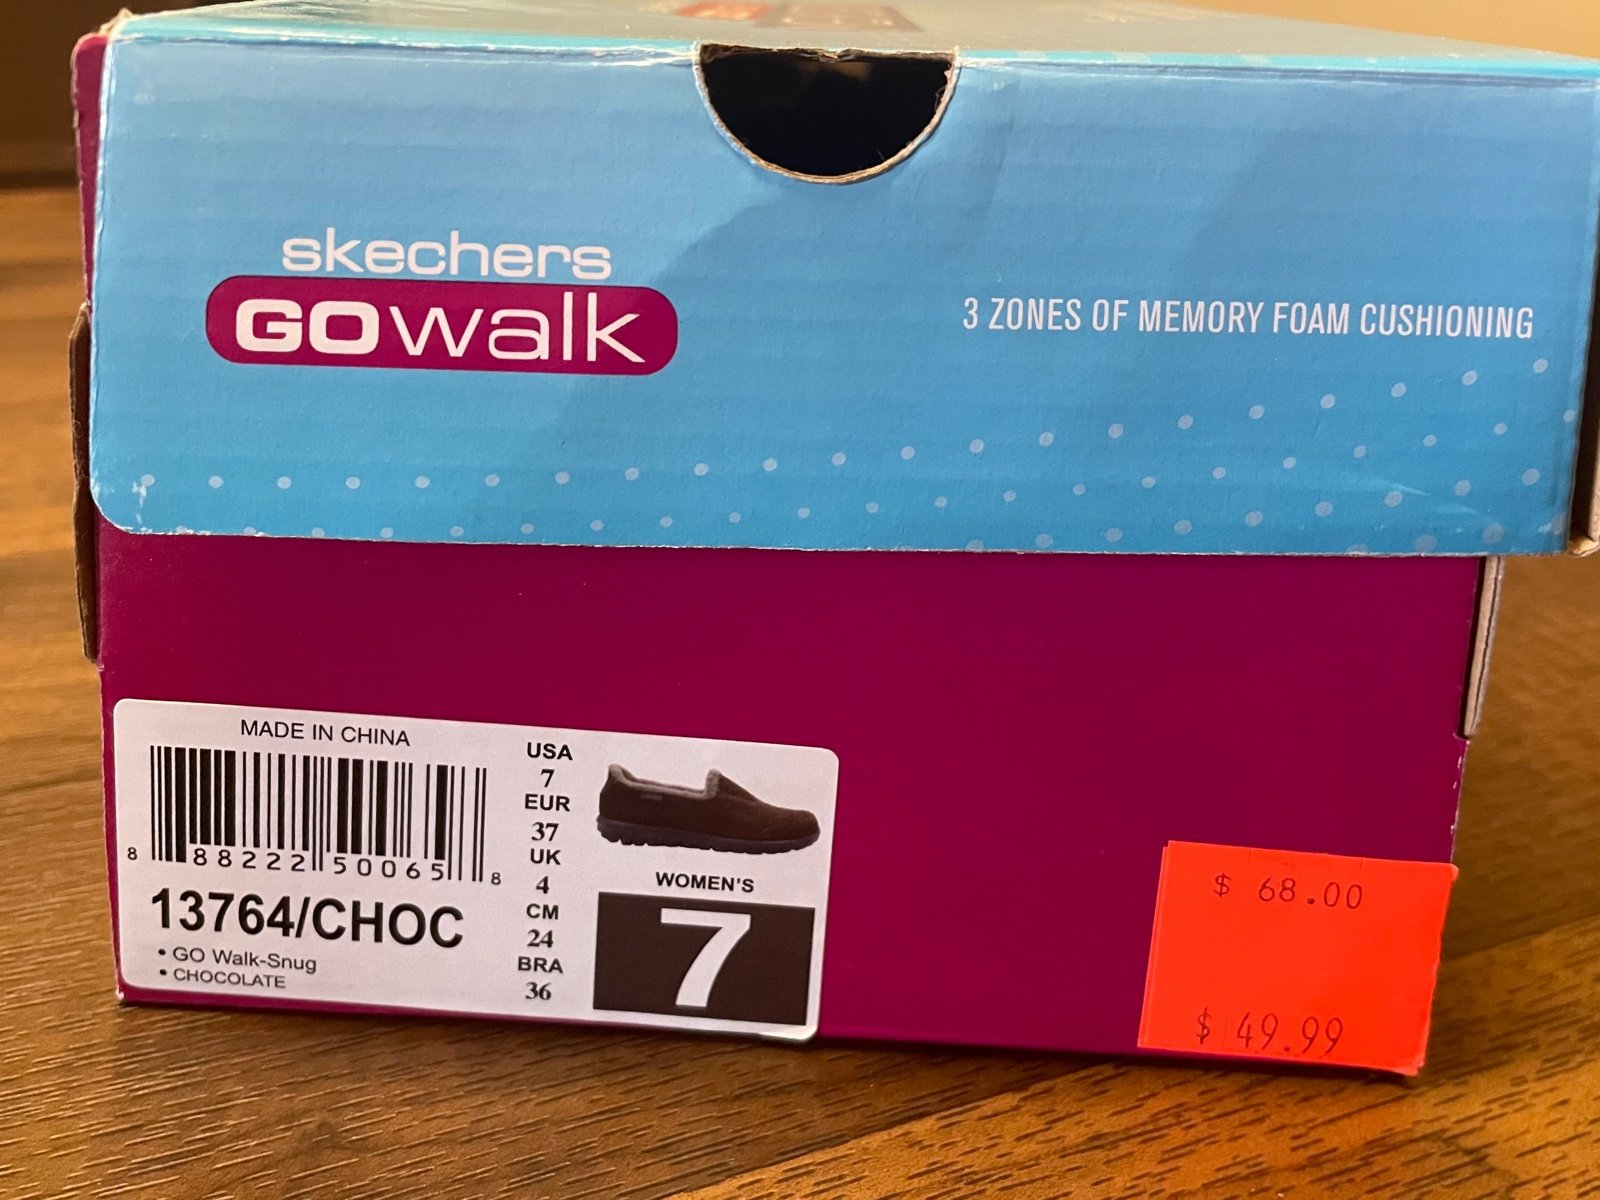 skechers
GOwalk
3 ZONES OF MEMORY FOAM CUSHIONING
MADE IN CHINA
8 88222 50065 8
13764/CHOC
• GO Walk-Snug
• CHOCOLATE
USA
7
EUR
37
UK
4
CM
24
BRA
36
WOMEN'S
7
$ 68.00
$ 49.99